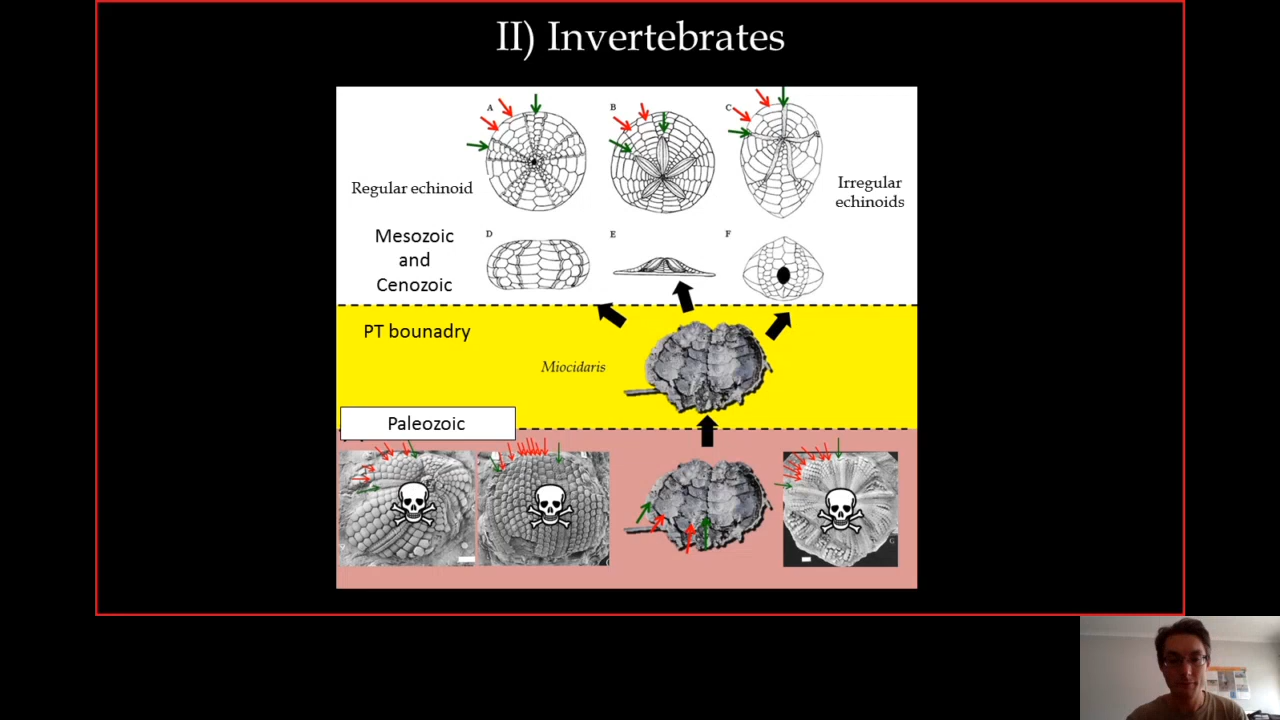 II) Invertebrates
A
B
C
Regular echinoid
Irregular
echinoids
Mesozoic
and
Cenozoic
D
E
F
PT bounadry
Miocidaris
Paleozoic